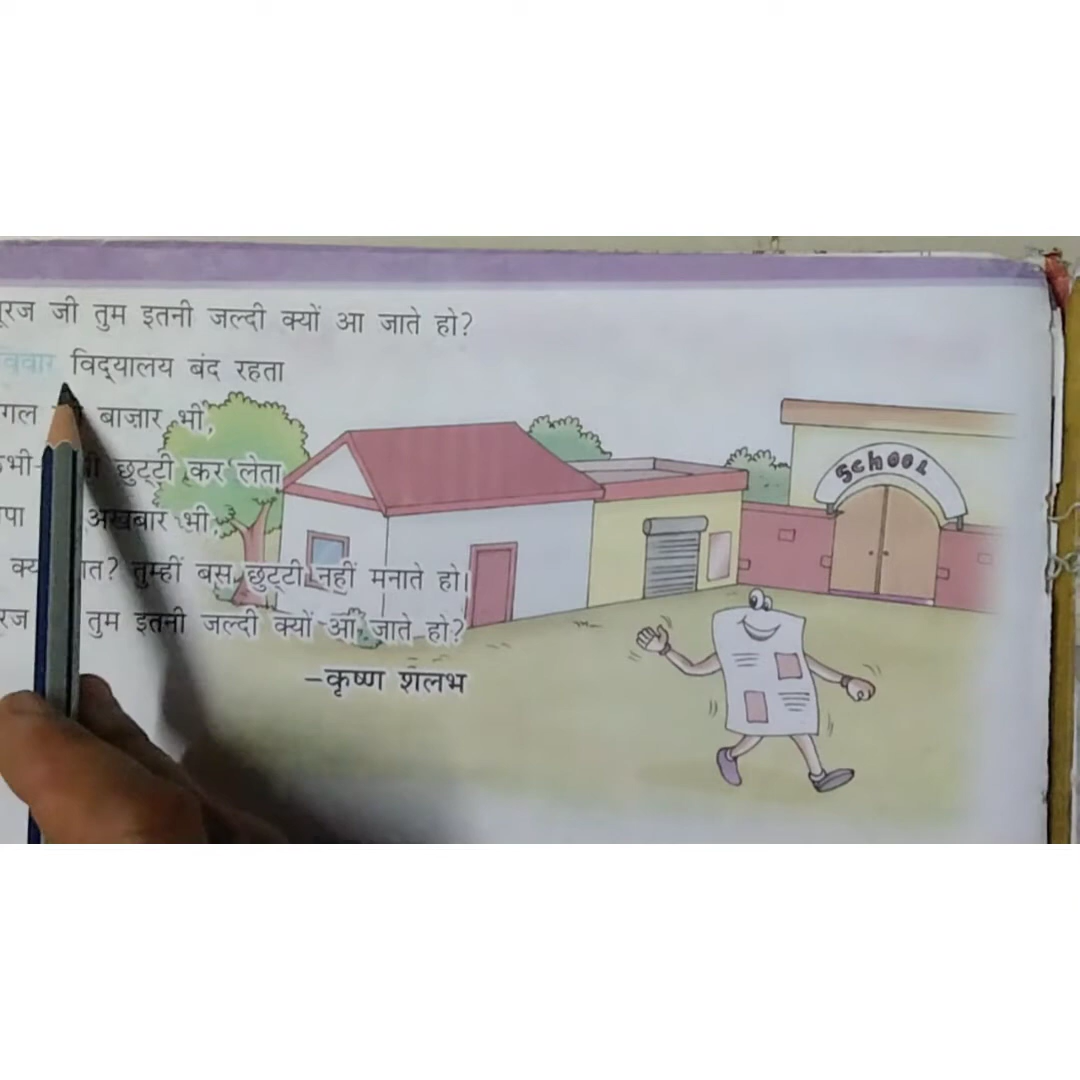 सूरज जी तुम इतनी जल्दी क्यों आ जाते हो?
विद्यालय बंद रहता
बाज़ार भी,
छुट्टी कर लेता
अखबार भी,
तुम्हीं बस छुट्टी नहीं मनाते हो।
तुम इतनी जल्दी क्यों आ जाते हो?
–कृष्ण शलभ
SCHOOL